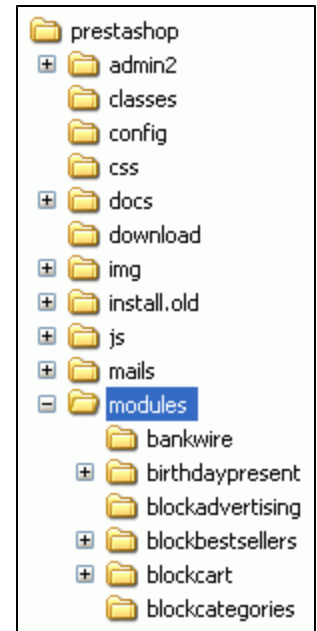 prestashop
admin2
classes
config
css
docs
download
img
install.old
js
mails
modules
bankwire
birthdaypresent
blockadvertising
blockbestsellers
blockcart
blockcategories